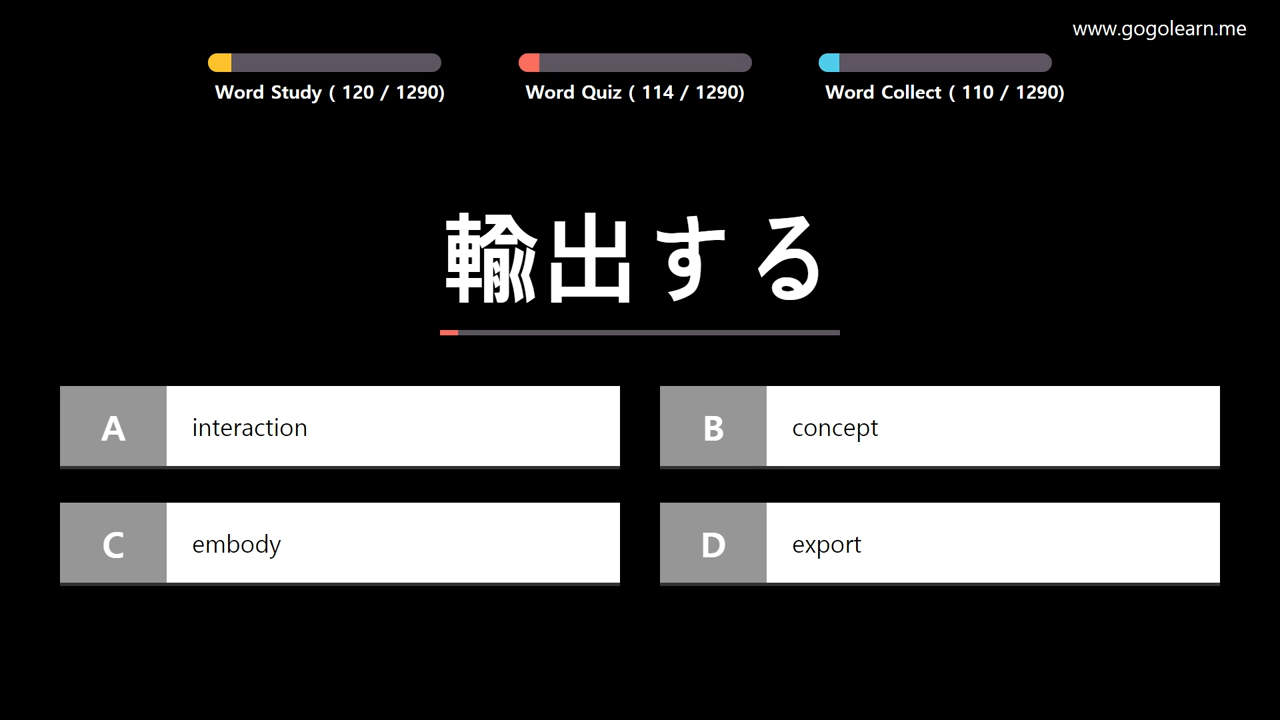 www.gogolearn.me
Word Study ( 120 / 1290)
Word Quiz ( 114 / 1290)
Word Collect ( 110 / 1290)
輸出する
A interaction
B concept
C embody
D export